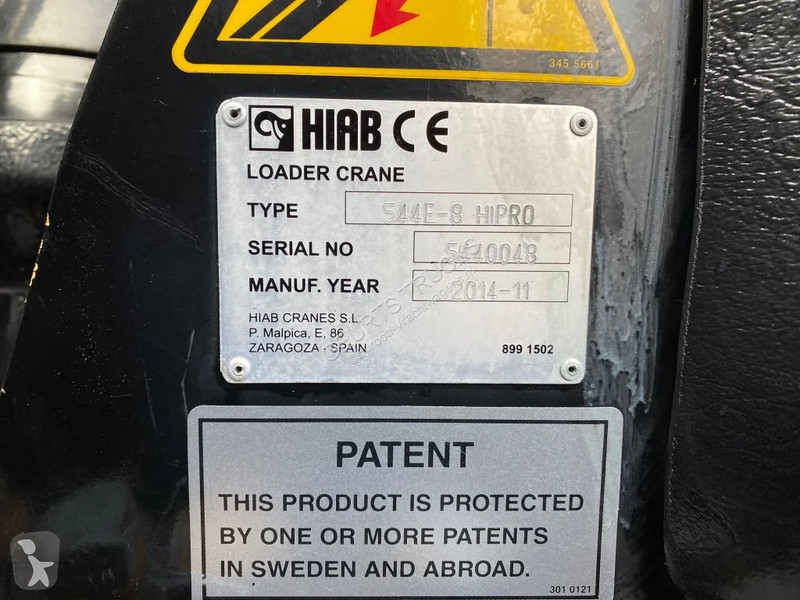 345 5661
HIAB CE
LOADER CRANE
TYPE 544E-8 HIPRO
SERIAL NO 5440048
MANUF. YEAR 2014-11
HIAB CRANES S.L.
P. Malpica, E, 86
ZARAGOZA - SPAIN 899 1502
PATENT
THIS PRODUCT IS PROTECTED
BY ONE OR MORE PATENTS
IN SWEDEN AND ABROAD.
301 0121